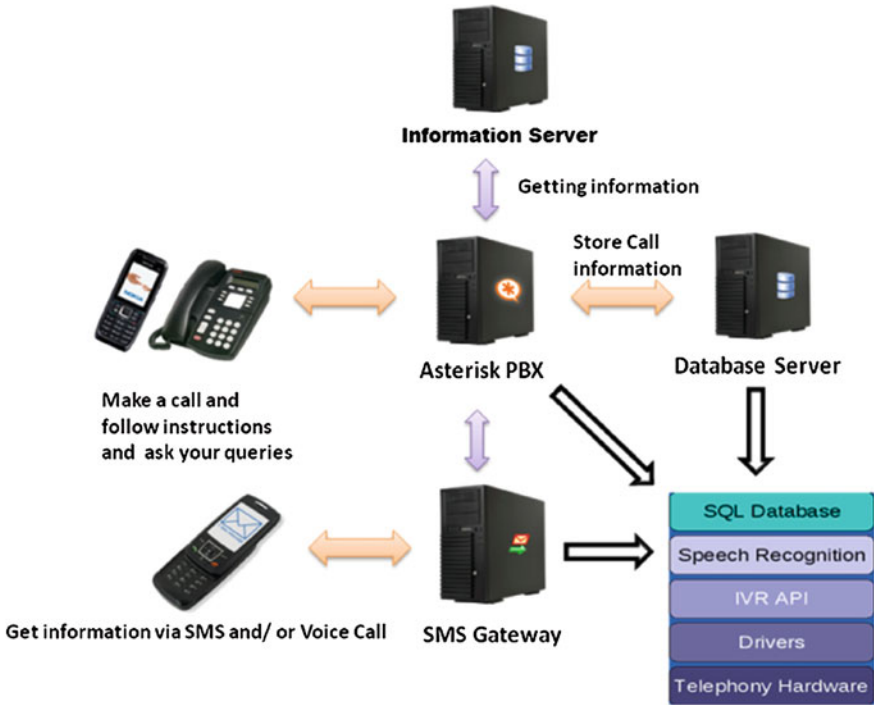 Information Server
Getting information
Store Call
information
Asterisk PBX
Database Server
Make a call and
follow instructions
and ask your queries
SQL Database
Speech Recognition
IVR API
Drivers
Telephony Hardware
Get information via SMS and/ or Voice Call
SMS Gateway